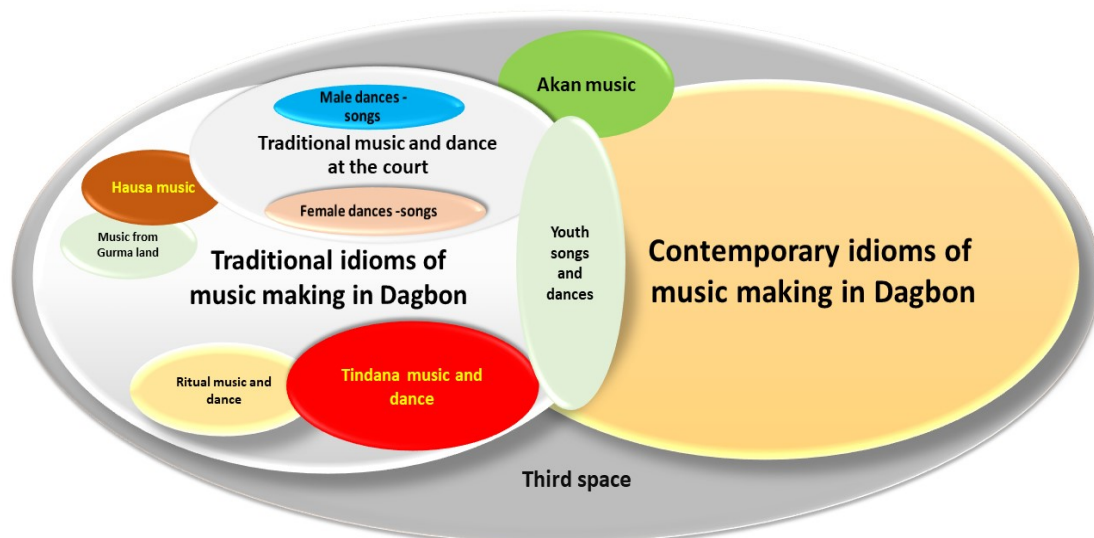 Akan music
Male dances -
songs
Traditional music and dance
at the court
Hausa music
Female dances -songs
Music from
Gurma land
Youth
songs
and
dances
Traditional idioms of
music making in Dagbon
Contemporary idioms of
music making in Dagbon
Ritual music and
dance
Tindana music and
dance
Third space